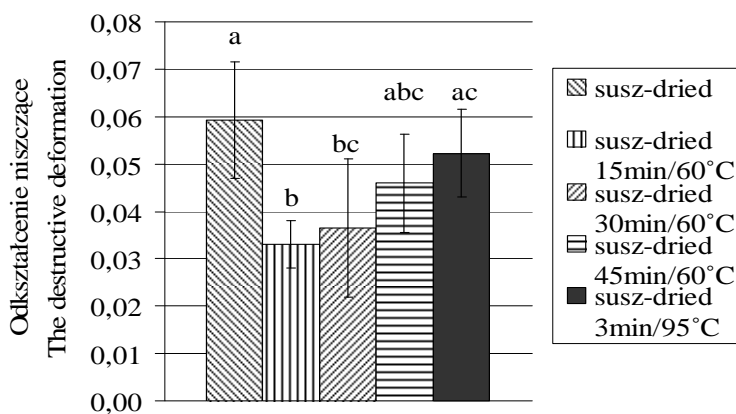 Odkształcenie niszczące
The destructive deformation
0,08
0,07
0,06
0,05
0,04
0,03
0,02
0,01
0,00
a
b
bc
abc
ac
susz-dried
susz-dried
15min/60°C
susz-dried
30min/60°C
susz-dried
45min/60°C
susz-dried
3min/95°C